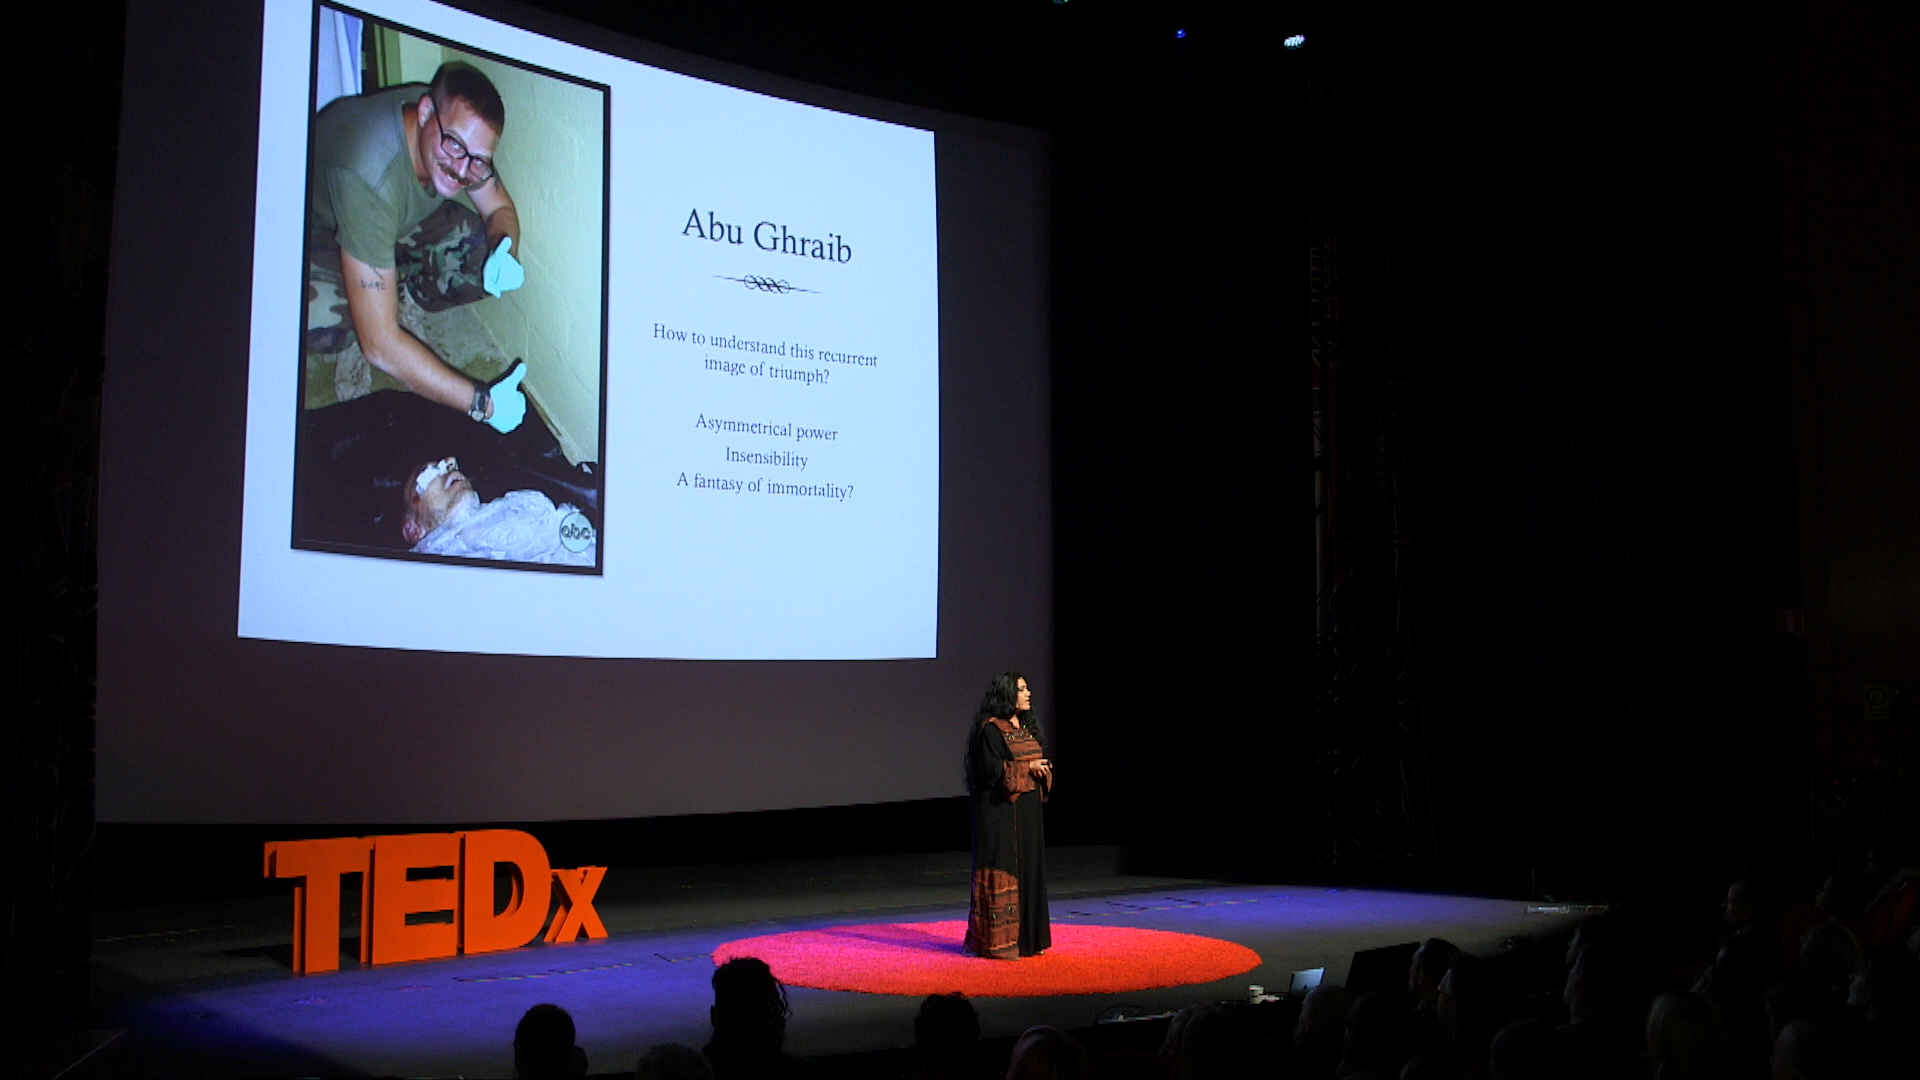 Abu Ghraib
How to understand this recurrent
image of triumph?
Asymmetrical power
Insensibility
A fantasy of immortality?
abc
TEDx